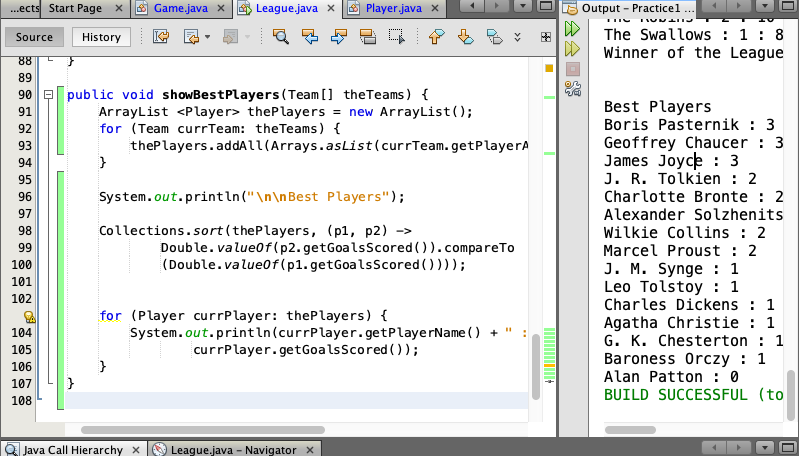 ...ects Start Page Game.java League.java Player.java
Source History
88 }
89
90 public void showBestPlayers(Team[] theTeams) {
91 ArrayList <Player> thePlayers = new ArrayList();
92 for (Team currTeam: theTeams) {
93 thePlayers.addAll(Arrays.asList(currTeam.getPlayerA
94 }
95
96 System.out.println("\n\nBest Players");
97
98 Collections.sort(thePlayers, (p1, p2) ->
99 Double.valueOf(p2.getGoalsScored()).compareTo
100 (Double.valueOf(p1.getGoalsScored())));
101
102
for (Player currPlayer: thePlayers) {
104 System.out.println(currPlayer.getPlayerName() + " :
105 currPlayer.getGoalsScored());
106 }
107 }
108
Output - Practice1 ...
The Robins : 2 : 10
The Swallows : 1 : 8
Winner of the League
Best Players
Boris Pasternik : 3
Geoffrey Chaucer : 3
James Joyce : 3
J. R. Tolkien : 2
Charlotte Bronte : 2
Alexander Solzhenits
Wilkie Collins : 2
Marcel Proust : 2
J. M. Synge : 1
Leo Tolstoy : 1
Charles Dickens : 1
Agatha Christie : 1
G. K. Chesterton : 1
Baroness Orczy : 1
Alan Patton : 0
BUILD SUCCESSFUL (to
Java Call Hierarchy League.java - Navigator